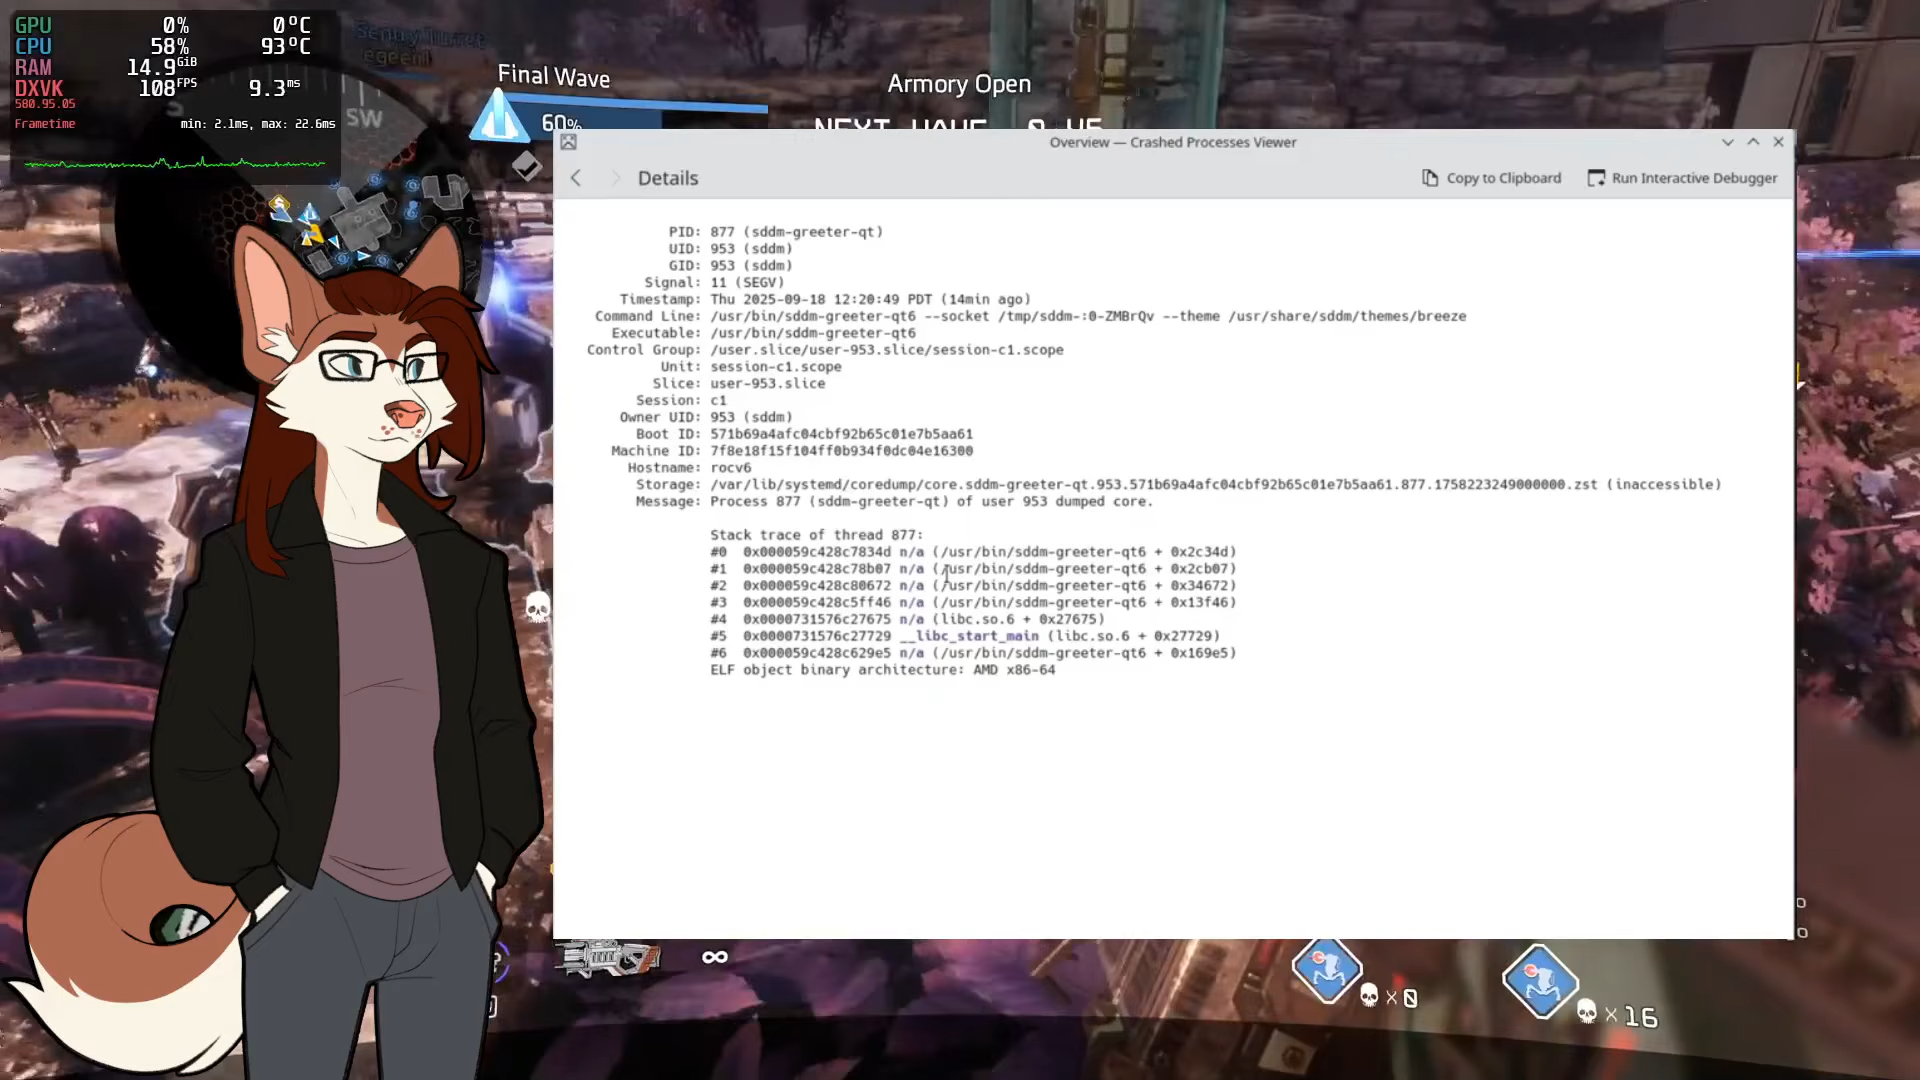 GPU 0% 0°C
CPU 58% 93°C
RAM 14.9GiB
DXVK 108FPS 9.3ms
580.95.05
Frametime min: 2.1ms, max: 22.6ms
Sentry Turret
SW
Final Wave
60%
Armory Open
NEXT WAVE 0:45
Overview — Crashed Processes Viewer
Details
Copy to Clipboard
Run Interactive Debugger
PID: 877 (sddm-greeter-qt)
UID: 953 (sddm)
GID: 953 (sddm)
Signal: 11 (SEGV)
Timestamp: Thu 2025-09-18 12:20:49 PDT (14min ago)
Command Line: /usr/bin/sddm-greeter-qt6 --socket /tmp/sddm-:0-ZMBrQv --theme /usr/share/sddm/themes/breeze
Executable: /usr/bin/sddm-greeter-qt6
Control Group: /user.slice/user-953.slice/session-c1.scope
Unit: session-c1.scope
Slice: user-953.slice
Session: c1
Owner UID: 953 (sddm)
Boot ID: 571b69a4afc04cbf92b65c01e7b5aa61
Machine ID: 7f8e18f15f104ff0b934f0dc04e16300
Hostname: rocv6
Storage: /var/lib/systemd/coredump/core.sddm-greeter-qt.953.571b69a4afc04cbf92b65c01e7b5aa61.877.1758223249000000.zst (inaccessible)
Message: Process 877 (sddm-greeter-qt) of user 953 dumped core.
Stack trace of thread 877:
#0 0x000059c428c7834d n/a (/usr/bin/sddm-greeter-qt6 + 0x2c34d)
#1 0x000059c428c78b07 n/a (/usr/bin/sddm-greeter-qt6 + 0x2cb07)
#2 0x000059c428c80672 n/a (/usr/bin/sddm-greeter-qt6 + 0x34672)
#3 0x000059c428c5ff46 n/a (/usr/bin/sddm-greeter-qt6 + 0x13f46)
#4 0x0000731576c27675 n/a (libc.so.6 + 0x27675)
#5 0x0000731576c27729 __libc_start_main (libc.so.6 + 0x27729)
#6 0x000059c428c629e5 n/a (/usr/bin/sddm-greeter-qt6 + 0x169e5)
ELF object binary architecture: AMD x86-64
∞
x 0
x 16